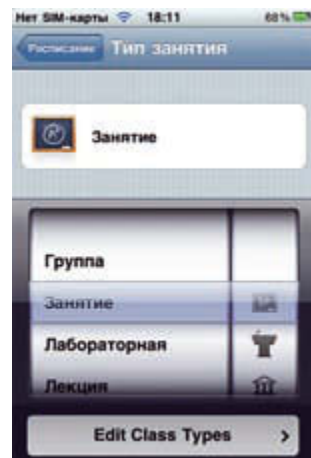 Нет SIM-карты 18:11 68 %
Расписание Тип занятия
Занятие
Группа
Занятие
Лабораторная
Лекция
Edit Class Types